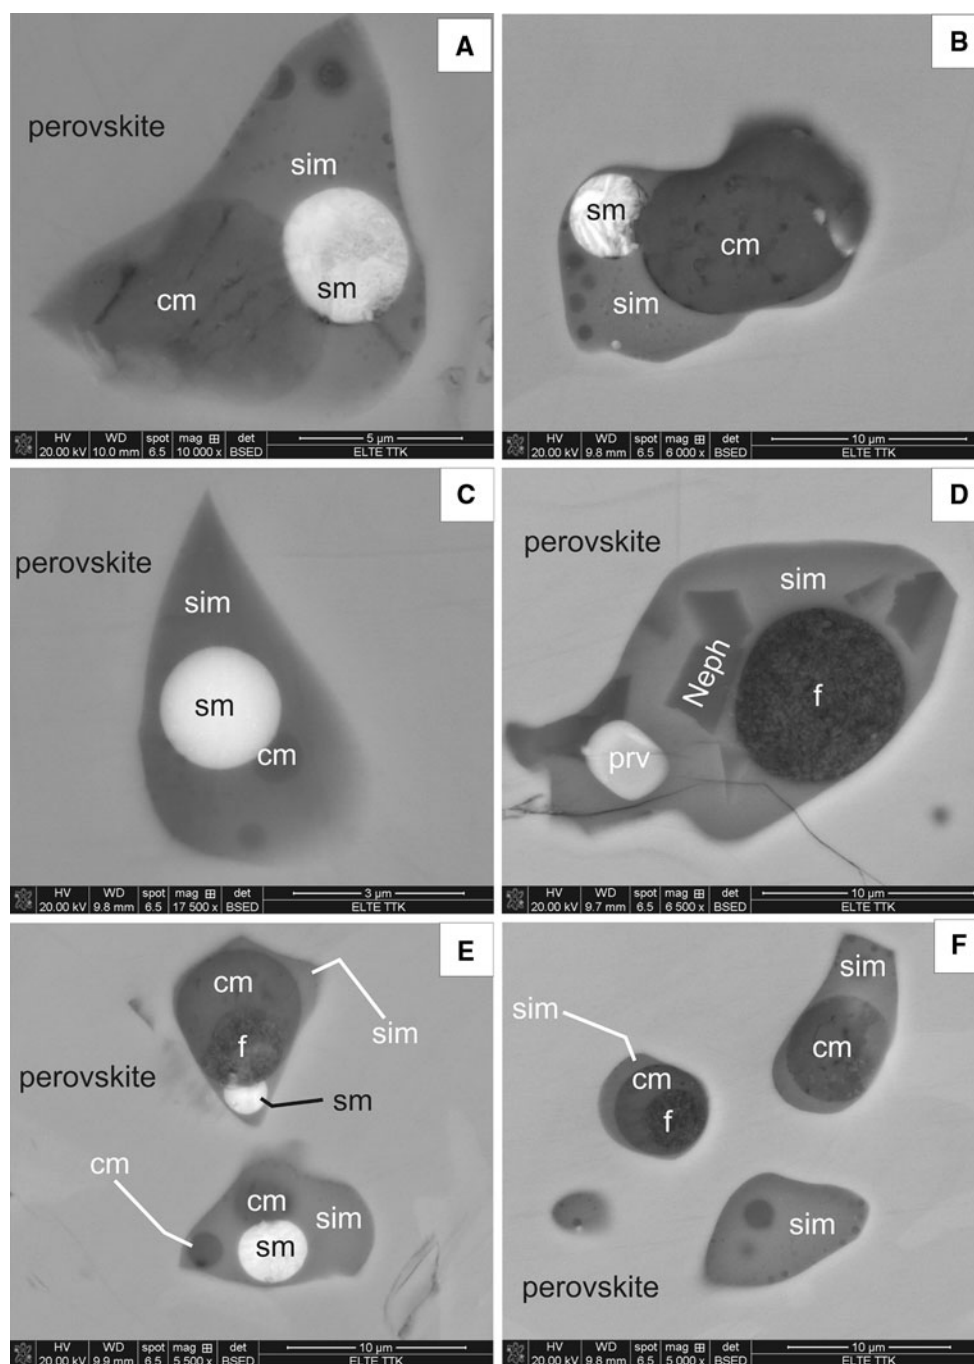 A
perovskite
sim
cm
sm
HV WD spot mag ⊞ det 5 µm
20.00 kV 10.0 mm 6.5 10 000 x BSED ELTE TTK
B
sm
cm
sim
HV WD spot mag ⊞ det 10 µm
20.00 kV 9.8 mm 6.5 6 000 x BSED ELTE TTK
C
perovskite
sim
sm
cm
HV WD spot mag ⊞ det 3 µm
20.00 kV 9.8 mm 6.5 17 500 x BSED ELTE TTK
D
perovskite
sim
Neph
f
prv
HV WD spot mag ⊞ det 10 µm
20.00 kV 9.7 mm 6.5 6 500 x BSED ELTE TTK
E
cm
sim
f
perovskite
sm
cm
cm
sim
sm
HV WD spot mag ⊞ det 10 µm
20.00 kV 9.9 mm 6.5 5 500 x BSED ELTE TTK
F
sim
sim
cm
cm
f
sim
perovskite
HV WD spot mag ⊞ det 10 µm
20.00 kV 9.8 mm 6.5 5 000 x BSED ELTE TTK